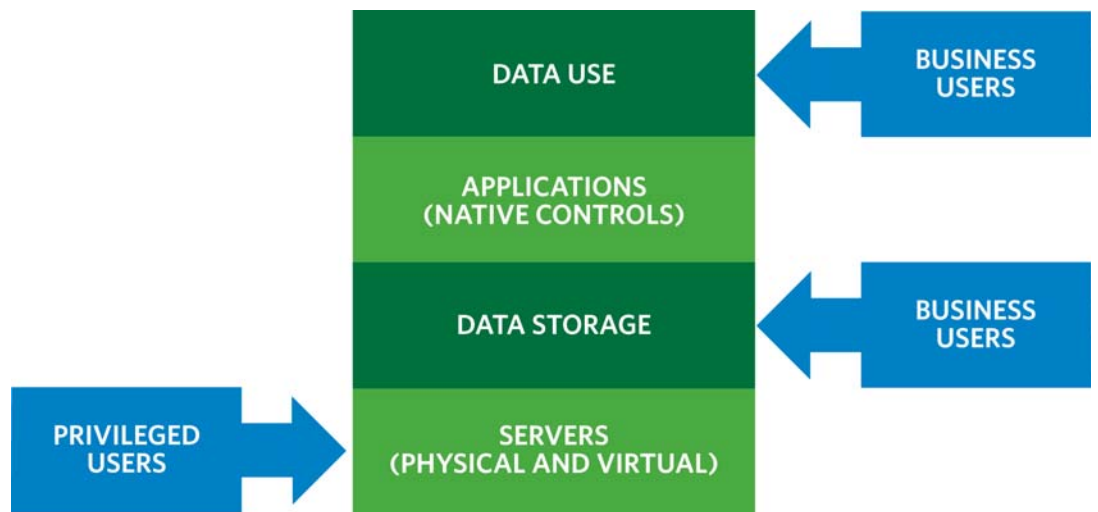 DATA USE
BUSINESS
USERS
APPLICATIONS
(NATIVE CONTROLS)
DATA STORAGE
BUSINESS
USERS
PRIVILEGED
USERS
SERVERS
(PHYSICAL AND VIRTUAL)